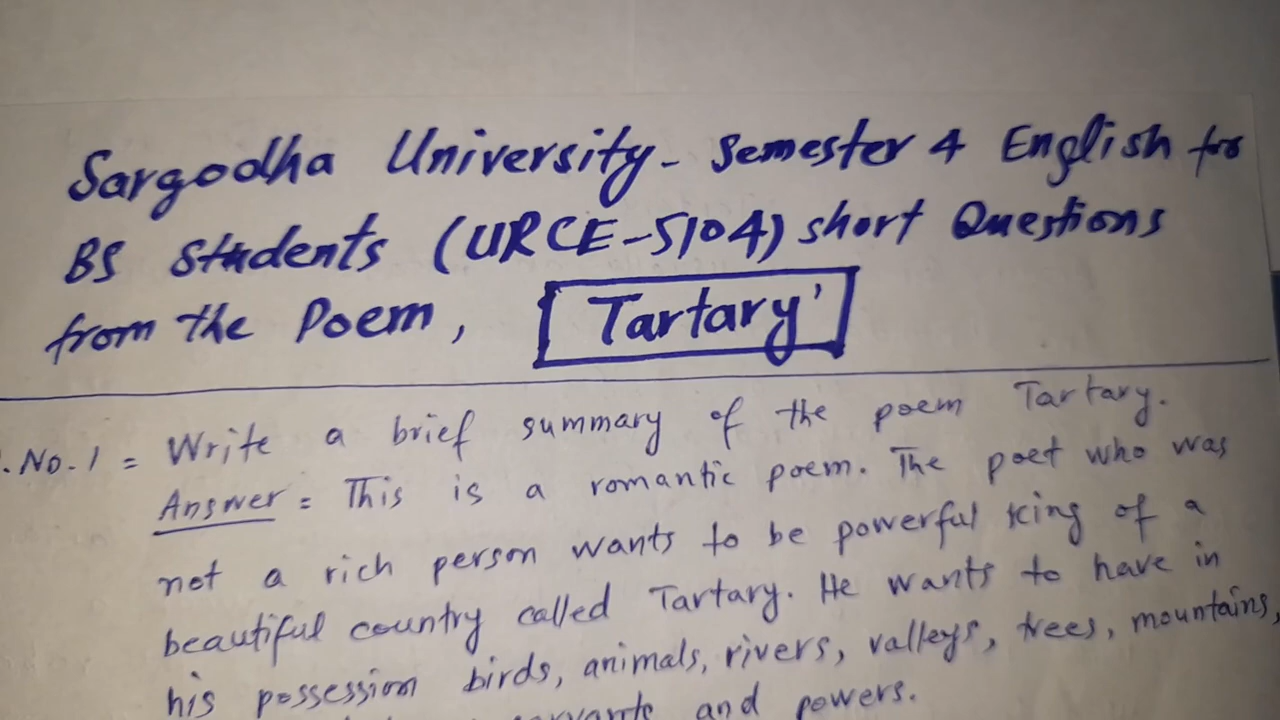 Sargodha University - Semester 4 English for
BS Students (URCE-5104) short Questions
from the Poem, Tartary'
. No. 1 = Write a brief summary of the poem Tartary.
Answer = This is a romantic poem. The poet who was
not a rich person wants to be powerful king of a
beautiful country called Tartary. He wants to have in
his possession birds, animals, rivers, valleys, trees, mountains,
servants and powers.